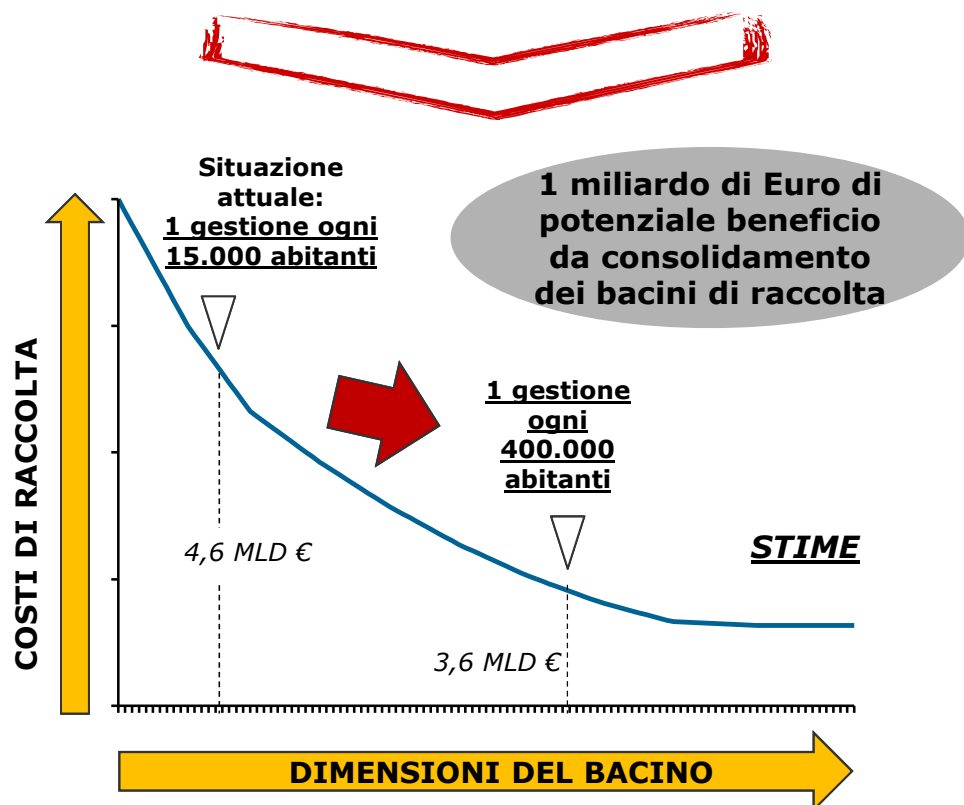 Situazione
attuale:
1 gestione ogni
15.000 abitanti
1 miliardo di Euro di
potenziale beneficio
da consolidamento
dei bacini di raccolta
COSTI DI RACCOLTA
1 gestione
ogni
400.000
abitanti
4,6 MLD €
STIME
3,6 MLD €
DIMENSIONI DEL BACINO